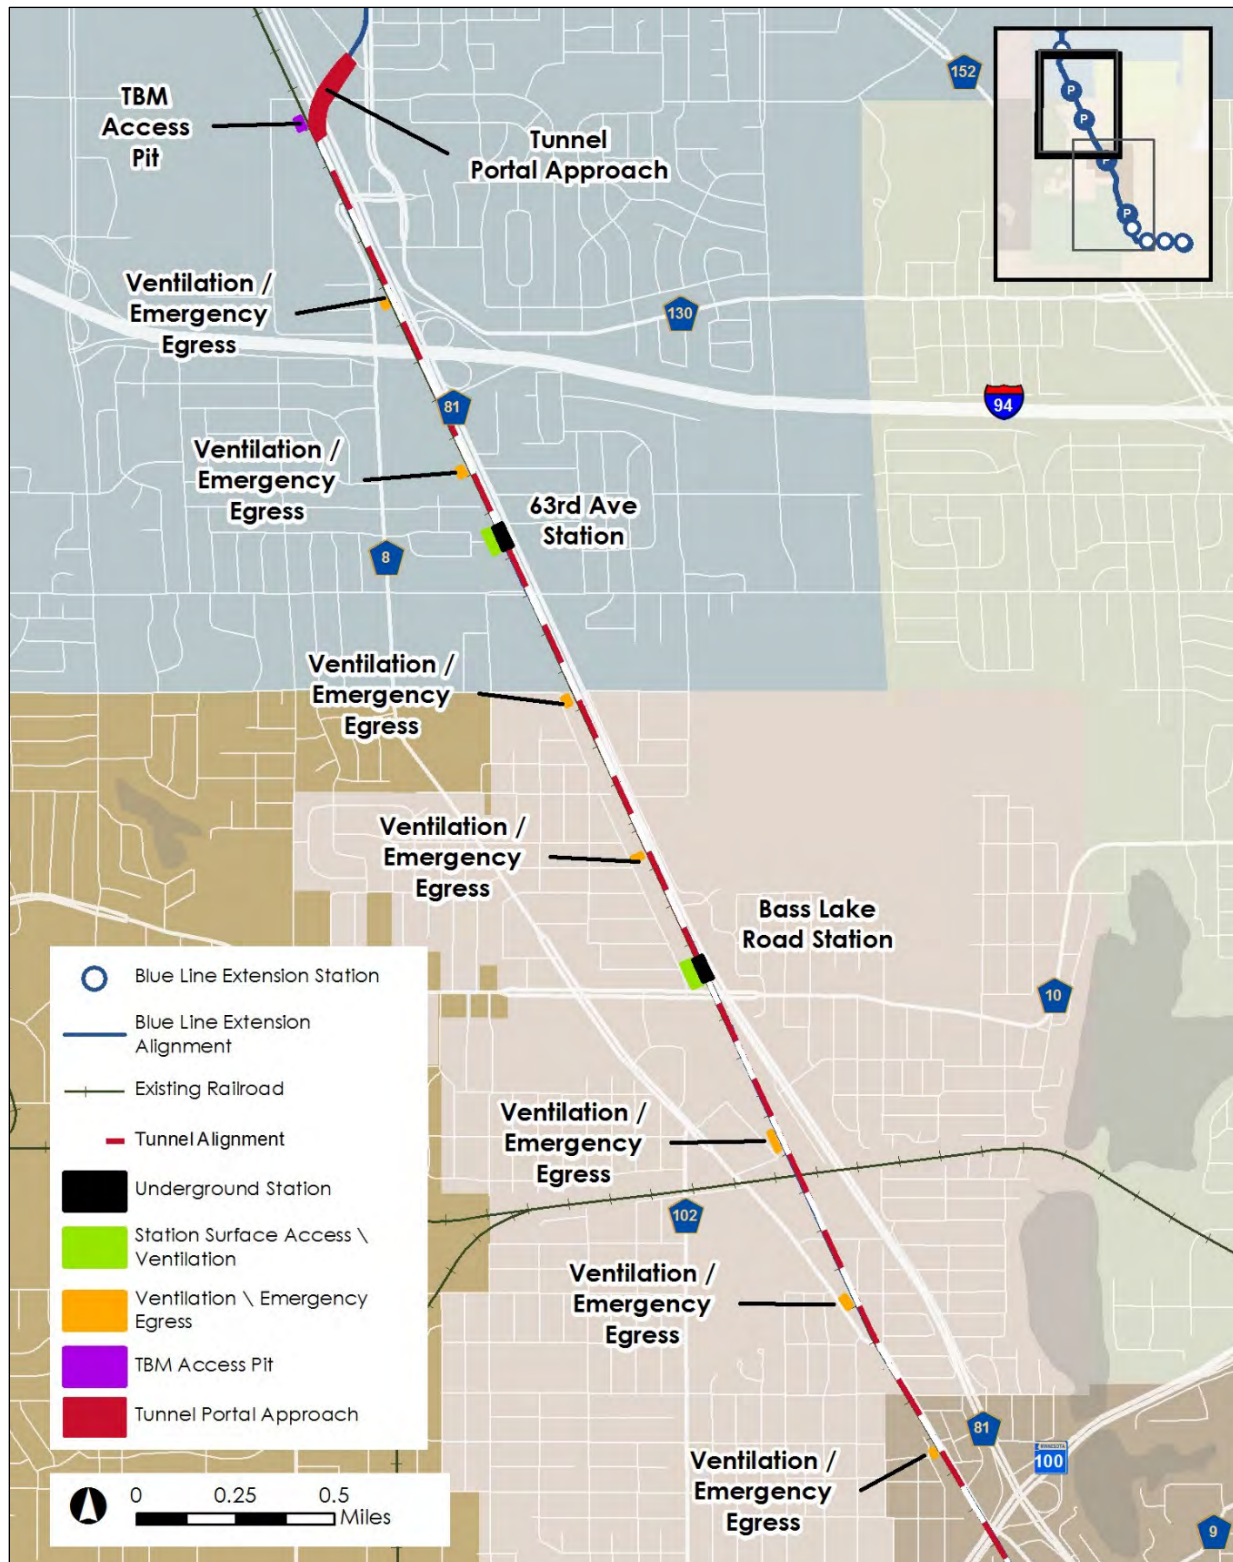 152
P
P
P
TBM
Access
Pit
Tunnel
Portal Approach
Ventilation /
Emergency
Egress
130
94
81
Ventilation /
Emergency
Egress
63rd Ave
Station
8
Ventilation /
Emergency
Egress
Ventilation /
Emergency
Egress
Bass Lake
Road Station
10
Blue Line Extension Station
Blue Line Extension
Alignment
Existing Railroad
Tunnel Alignment
Underground Station
Station Surface Access \
Ventilation
Ventilation \ Emergency
Egress
TBM Access Pit
Tunnel Portal Approach
Ventilation /
Emergency
Egress
102
Ventilation /
Emergency
Egress
81
MINNESOTA
100
Ventilation /
Emergency
Egress
9
0 0.25 0.5
Miles